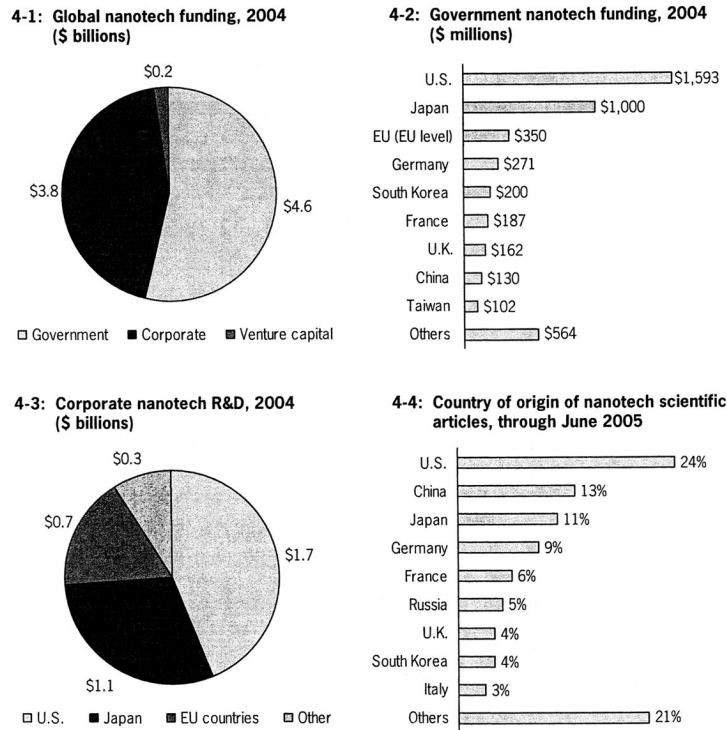 4-1: Global nanotech funding, 2004
($ billions)
$0.2
$3.8
$4.6
Government Corporate Venture capital
4-2: Government nanotech funding, 2004
($ millions)
U.S. $1,593
Japan $1,000
EU (EU level) $350
Germany $271
South Korea $200
France $187
U.K. $162
China $130
Taiwan $102
Others $564
4-3: Corporate nanotech R&D, 2004
($ billions)
$0.3
$0.7
$1.7
$1.1
U.S. Japan EU countries Other
4-4: Country of origin of nanotech scientific
articles, through June 2005
U.S. 24%
China 13%
Japan 11%
Germany 9%
France 6%
Russia 5%
U.K. 4%
South Korea 4%
Italy 3%
Others 21%